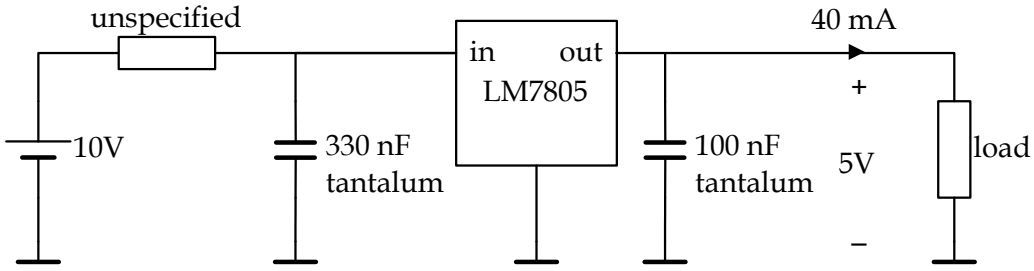 unspecified
10V
330 nF
tantalum
in out
LM7805
100 nF
tantalum
40 mA
+
5V
–
load